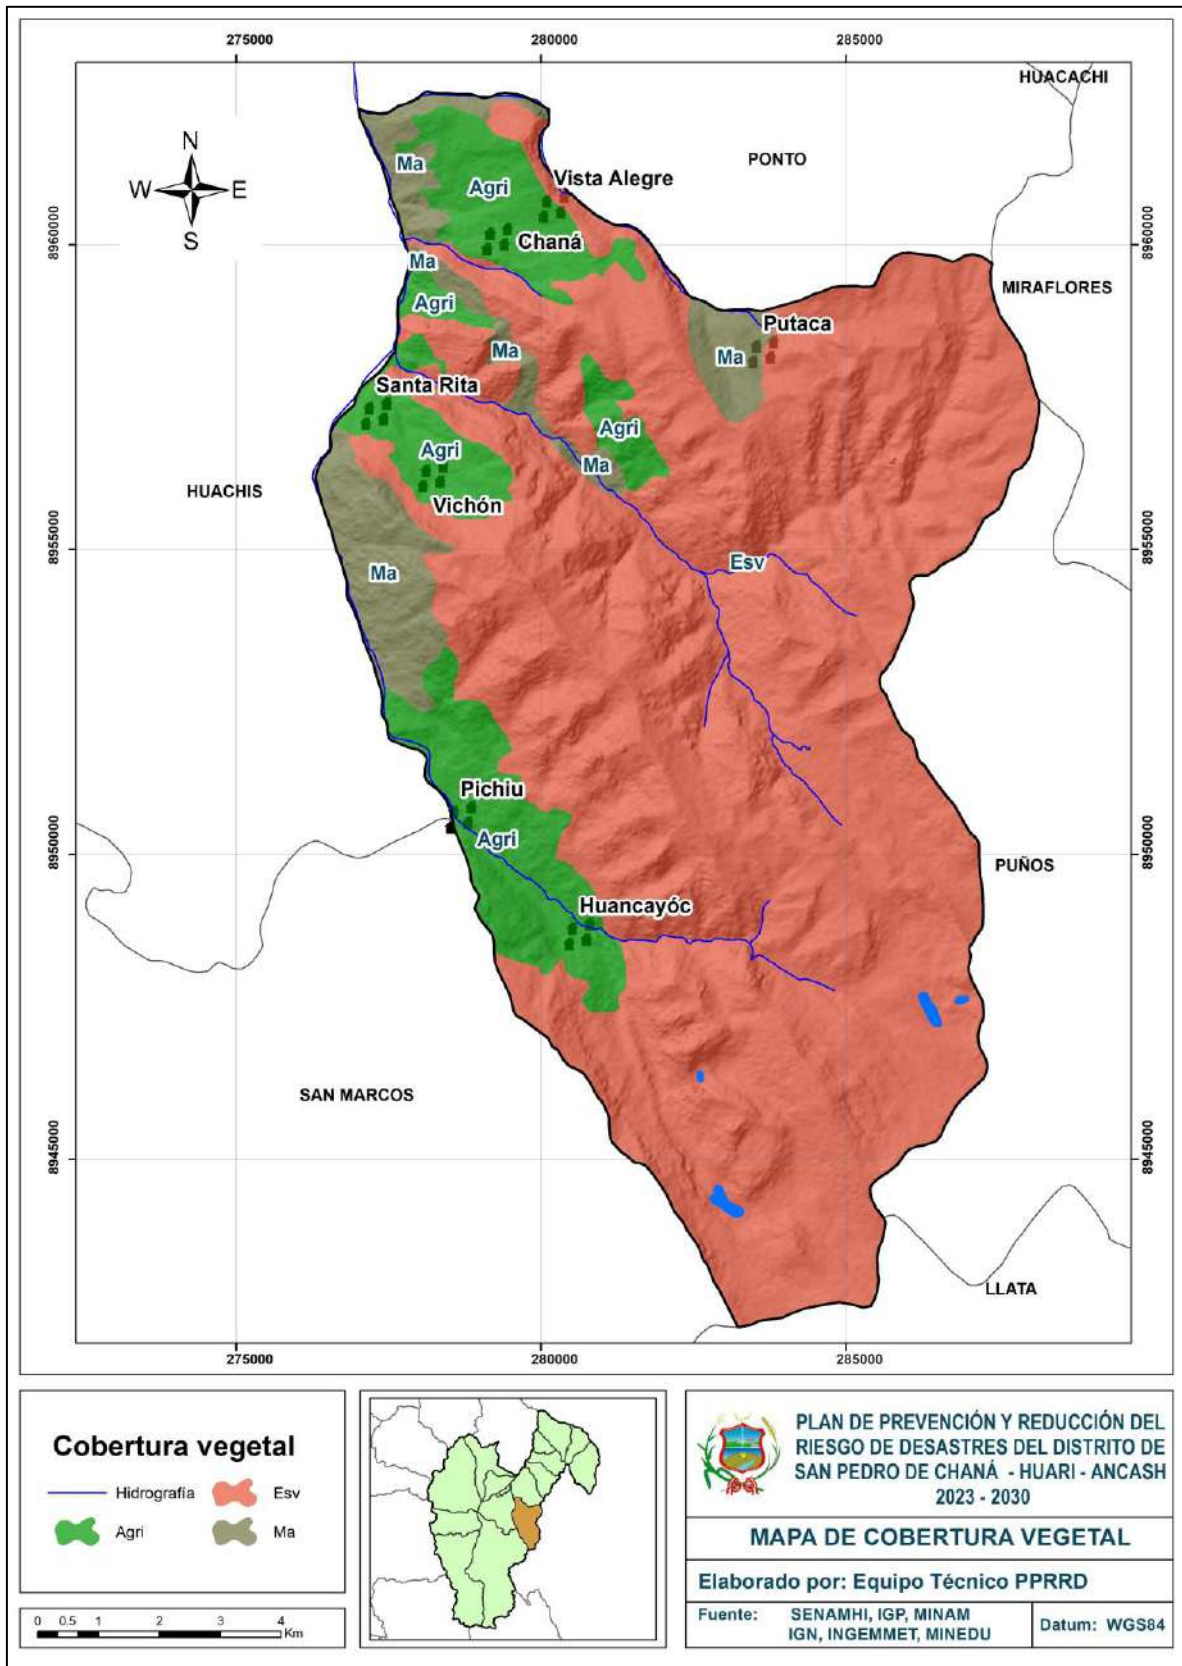 275000
280000
285000
HUACACHI
N
W
E
S
PONTO
Ma
Agri
Vista Alegre
Chaná
8960000
8960000
Ma
MIRAFLORES
Agri
Putaca
Ma
Ma
Santa Rita
Agri
Agri
Ma
HUACHIS
Vichón
8955000
8955000
Ma
Esv
Pichiu
Agri
8950000
8950000
PUÑOS
Huancayóc
SAN MARCOS
8945000
8945000
LLATA
275000
280000
285000
Cobertura vegetal
Hidrografía
Esv
Agri
Ma
0 0.5 1 2 3 4
Km
PLAN DE PREVENCIÓN Y REDUCCIÓN DEL
RIESGO DE DESASTRES DEL DISTRITO DE
SAN PEDRO DE CHANÁ - HUARI - ANCASH
2023 - 2030
MAPA DE COBERTURA VEGETAL
Elaborado por: Equipo Técnico PPRRD
Fuente: SENAMHI, IGP, MINAM
IGN, INGEMMET, MINEDU
Datum: WGS84